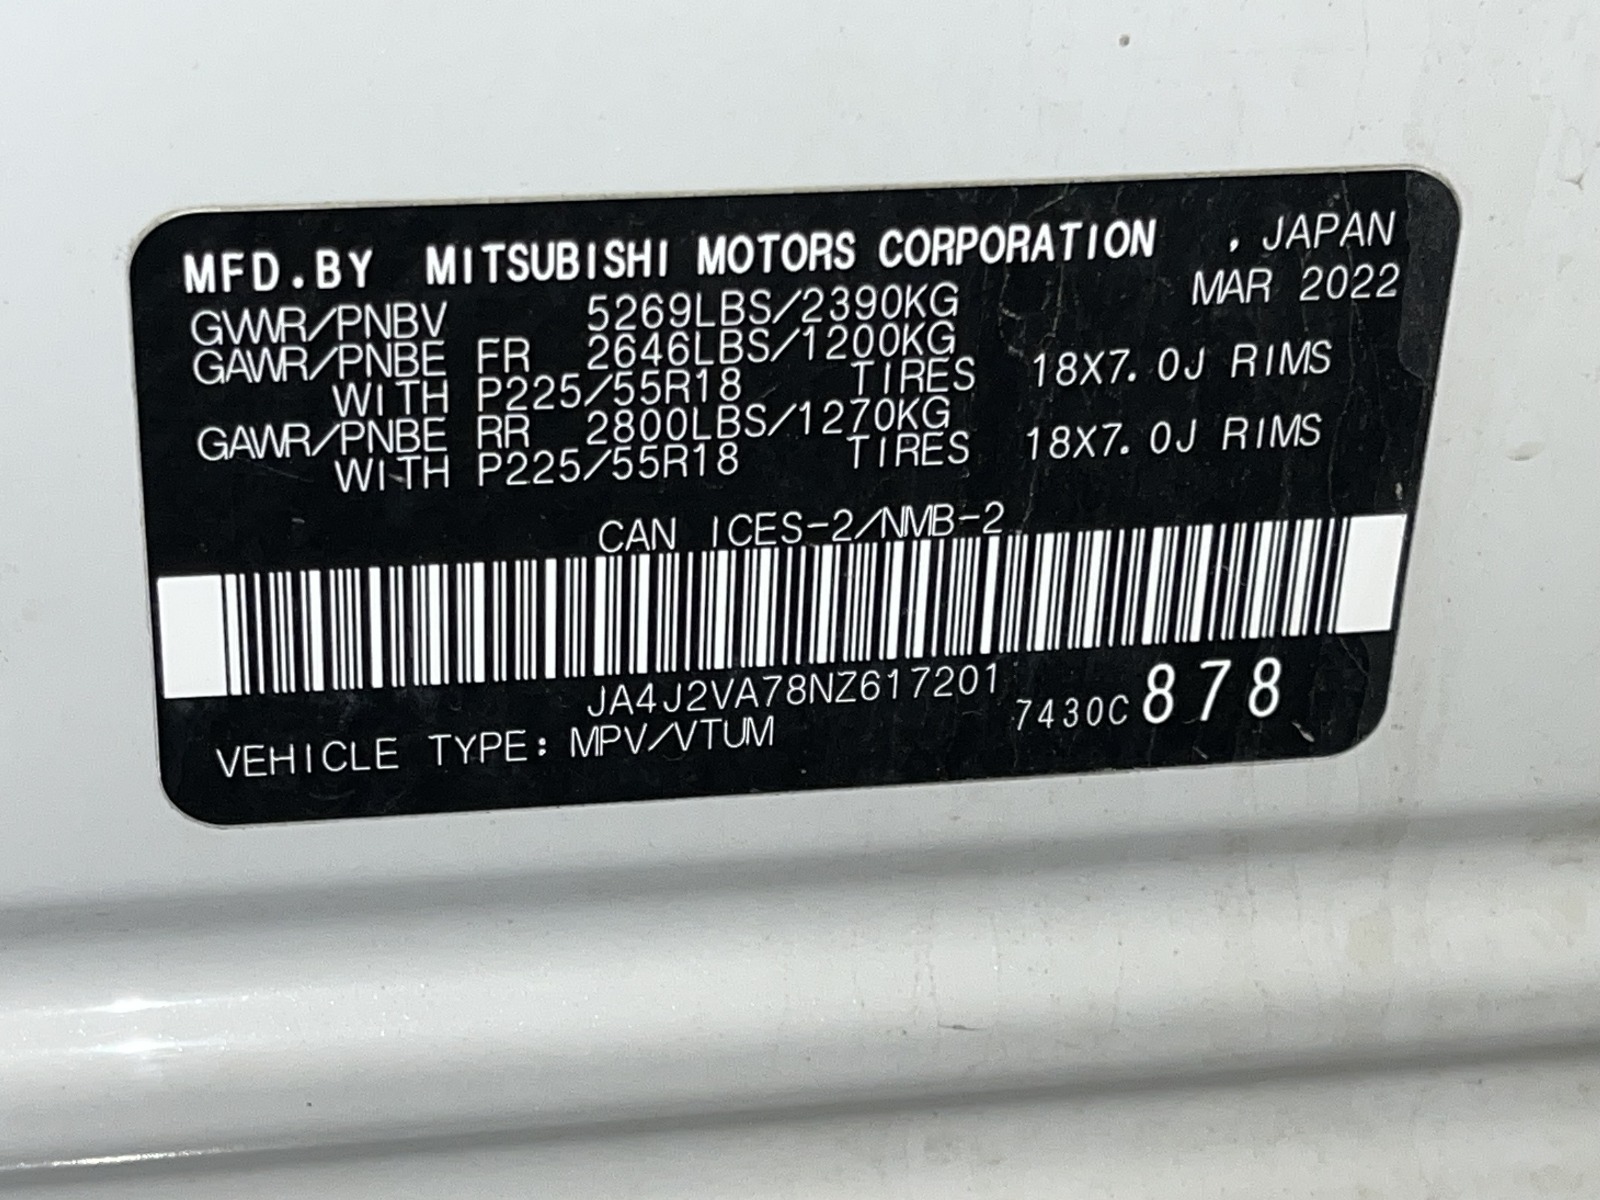 MFD.BY MITSUBISHI MOTORS CORPORATION , JAPAN
MAR 2022
GVWR/PNBV 5269LBS/2390KG
GAWR/PNBE FR 2646LBS/1200KG
WITH P225/55R18 TIRES 18X7.0J RIMS
GAWR/PNBE RR 2800LBS/1270KG
WITH P225/55R18 TIRES 18X7.0J RIMS
CAN ICES-2/NMB-2
JA4J2VA78NZ617201
7430C 878
VEHICLE TYPE: MPV/VTUM